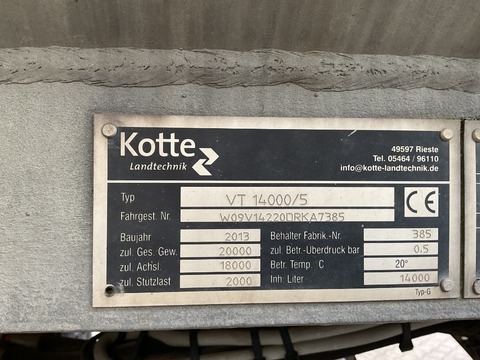 Kotte
Landtechnik
49597 Rieste
Tel. 05464 / 96110
info@kotte-landtechnik.de
Typ VT 14000/5
Fahrgest. Nr. W09V14220DRKA7385
CE
Baujahr 2013 Behälter Fabrik.-Nr. 385
zul. Ges. Gew. 20000 zul. Betr.-Überdruck bar 0.5
zul. Achsl. 18000 Betr. Temp. °C 20°
zul. Stutzlast 2000 Inh. Liter 14000
Typ-G